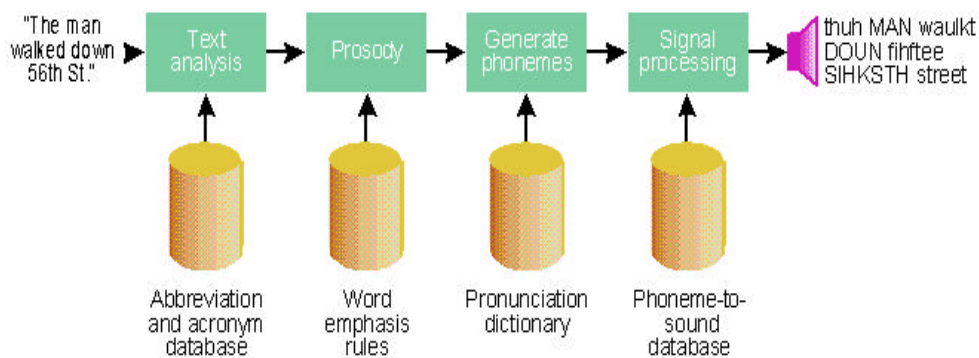 "The man
walked down
56th St."
Text
analysis
Prosody
Generate
phonemes
Signal
processing
thuh MAN waulkt
DOUN fihftee
SIHKSTH street
Abbreviation
and acronym
database
Word
emphasis
rules
Pronunciation
dictionary
Phoneme-to-
sound
database